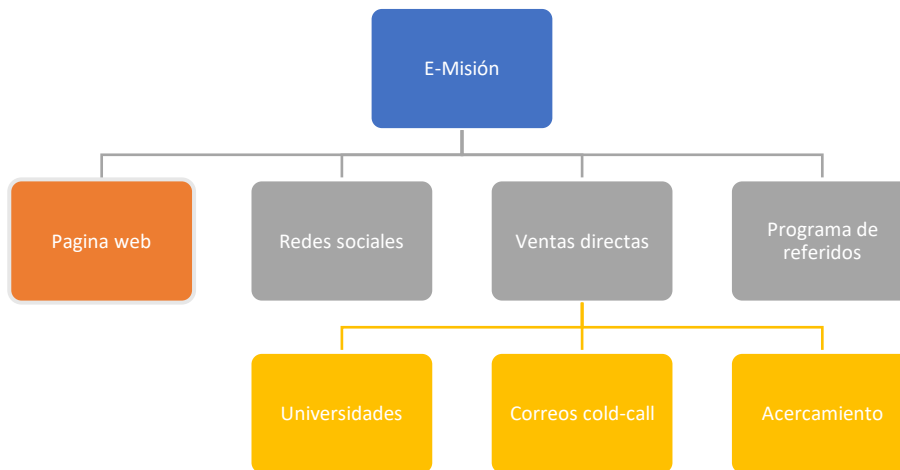 E-Misión
Pagina web
Redes sociales
Ventas directas
Programa de
referidos
Universidades
Correos cold-call
Acercamiento